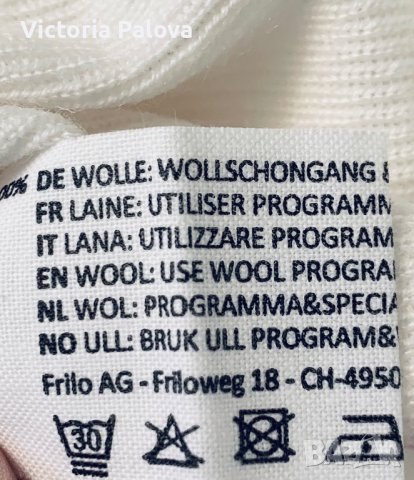 Victoria Palova
100% DE WOLLE: WOLLSCHONGANG &
FR LAINE: UTILISER PROGRAMM
IT LANA: UTILIZZARE PROGRAM
EN WOOL: USE WOOL PROGRA
NL WOL: PROGRAMMA&SPECIA
NO ULL: BRUK ULL PROGRAM&
Frilo AG - Friloweg 18 - CH-4950
30